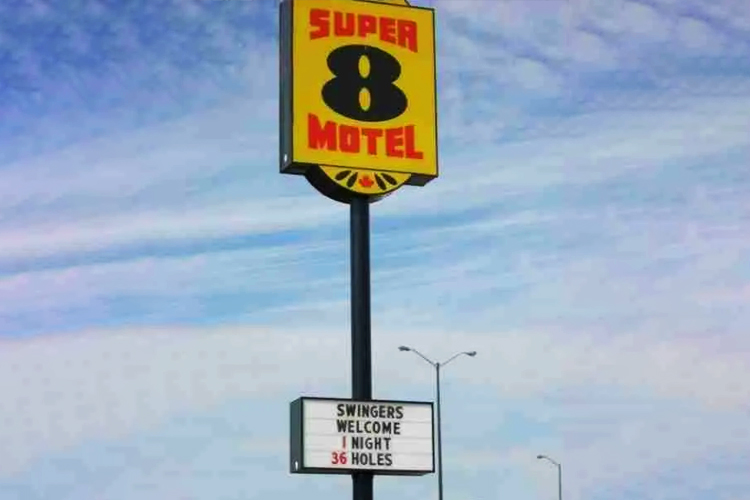 SUPER
8
MOTEL
SWINGERS
WELCOME
1 NIGHT
36 HOLES